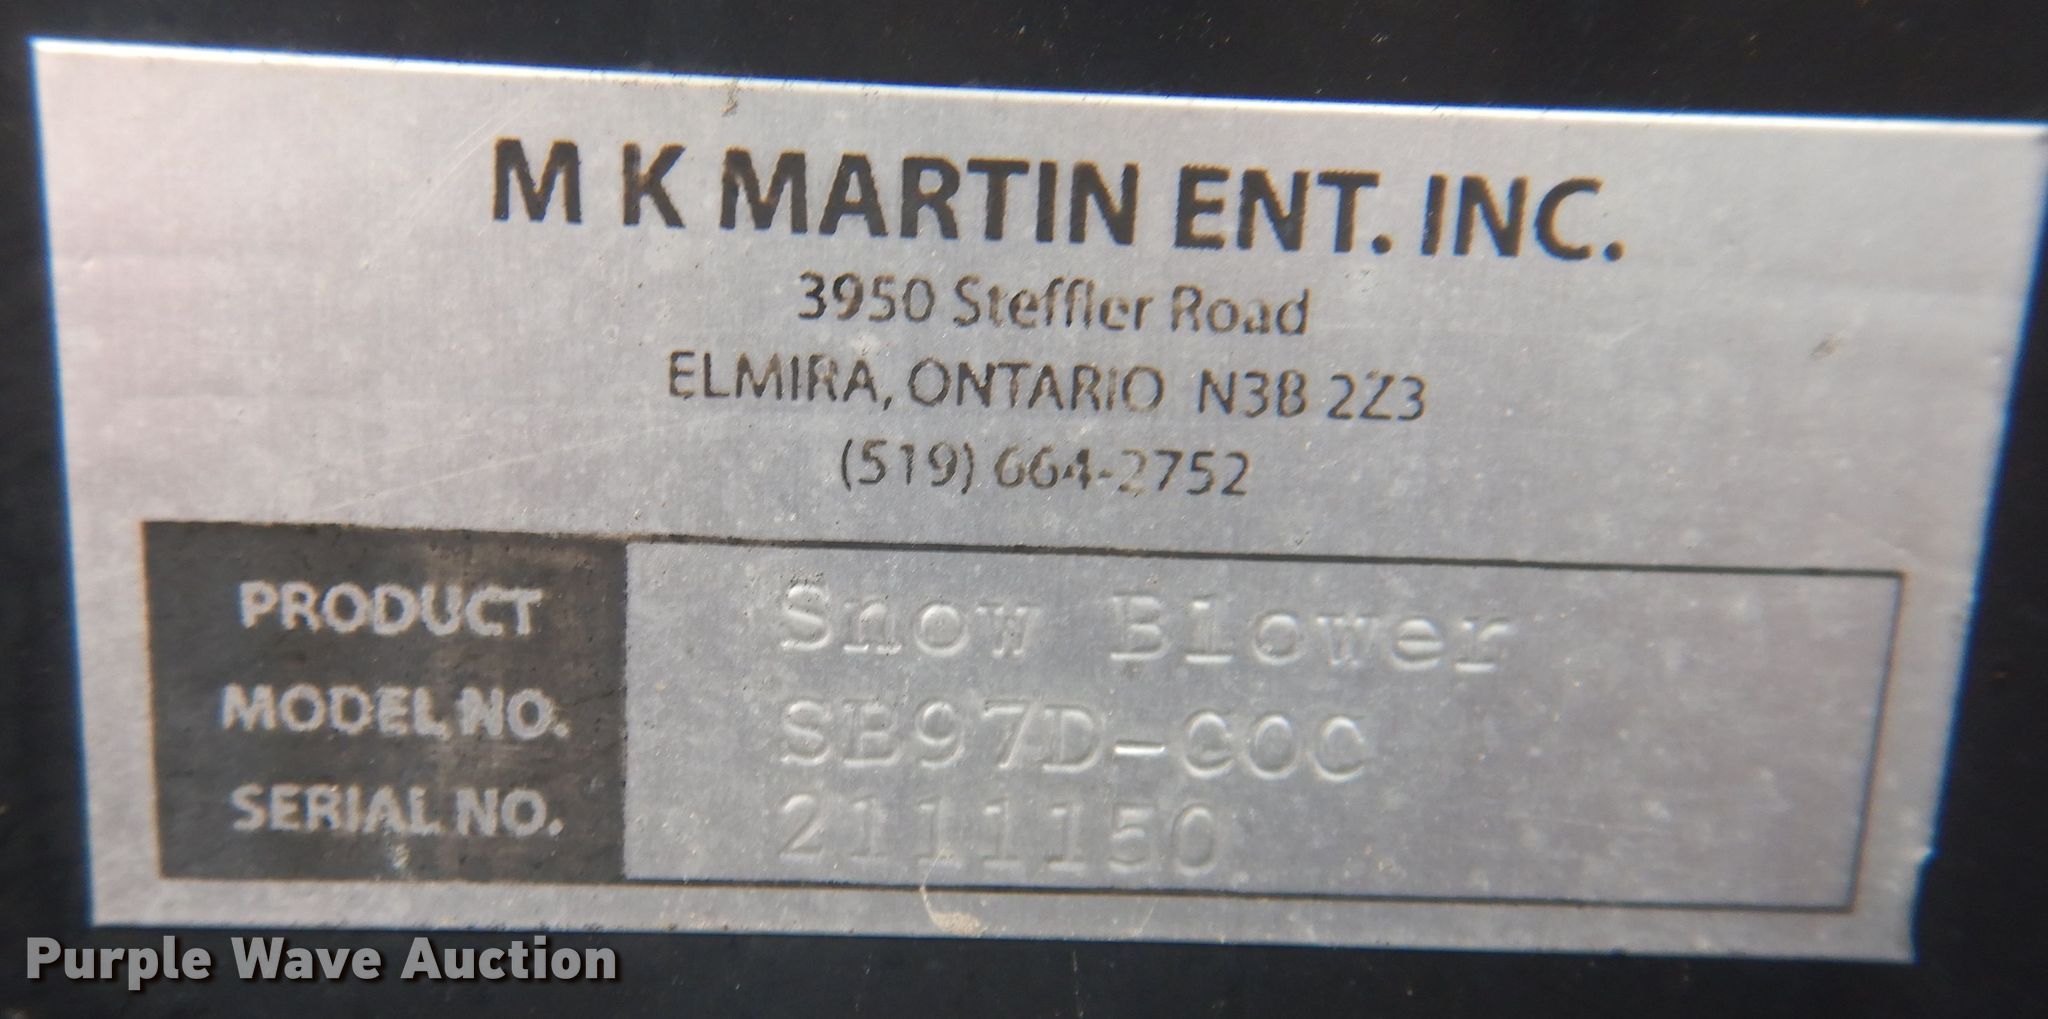 M K MARTIN ENT. INC.
3950 Steffler Road
ELMIRA, ONTARIO N3B 2Z3
(519) 664-2752
PRODUCT Snow Blower
MODEL NO. SB97D-GOC
SERIAL NO. 2111150
Purple Wave Auction